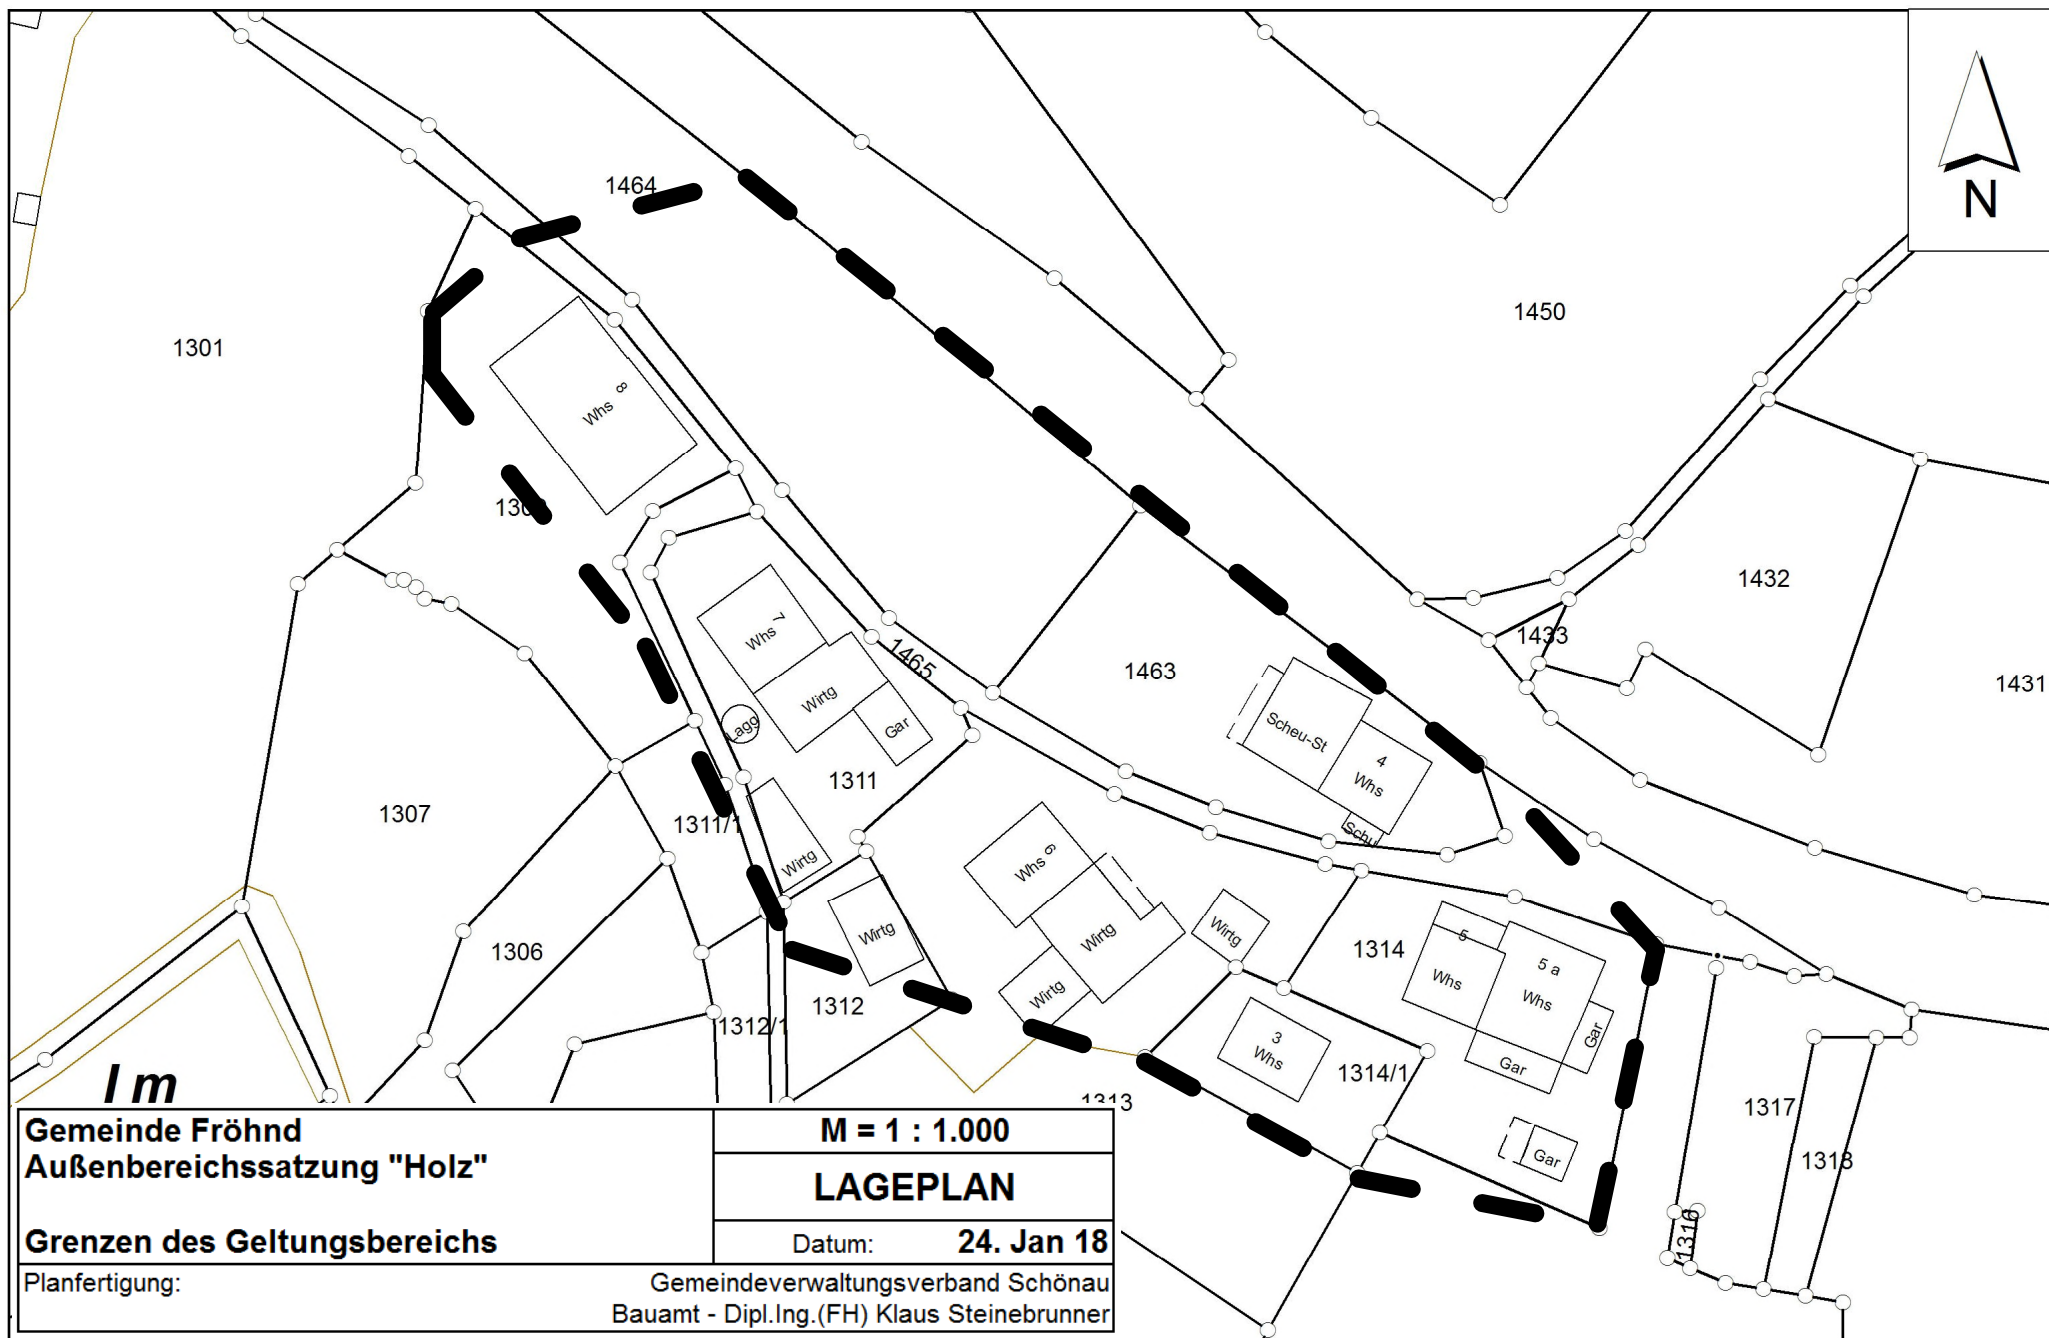 1464
N
1450
1301
8
Whs
1432
1433
7
Whs
Wirtg
1465
1463
1431
Lagg
Gar
Scheu-St
4
Whs
1311
1307
1311/1
Schu
6
Whs
Wirtg
Wirtg
Wirtg
Wirtg
1314
5
Whs
5 a
Whs
1306
1312
1312/1
Wirtg
3
Whs
Gar
Gar
1314/1
1313
1317
Im
Gar
1318
1316
Gemeinde Fröhnd
Außenbereichssatzung "Holz"
Grenzen des Geltungsbereichs
M = 1 : 1.000
LAGEPLAN
Datum: 24. Jan 18
Planfertigung: Gemeindeverwaltungsverband Schönau
Bauamt - Dipl.Ing.(FH) Klaus Steinebrunner